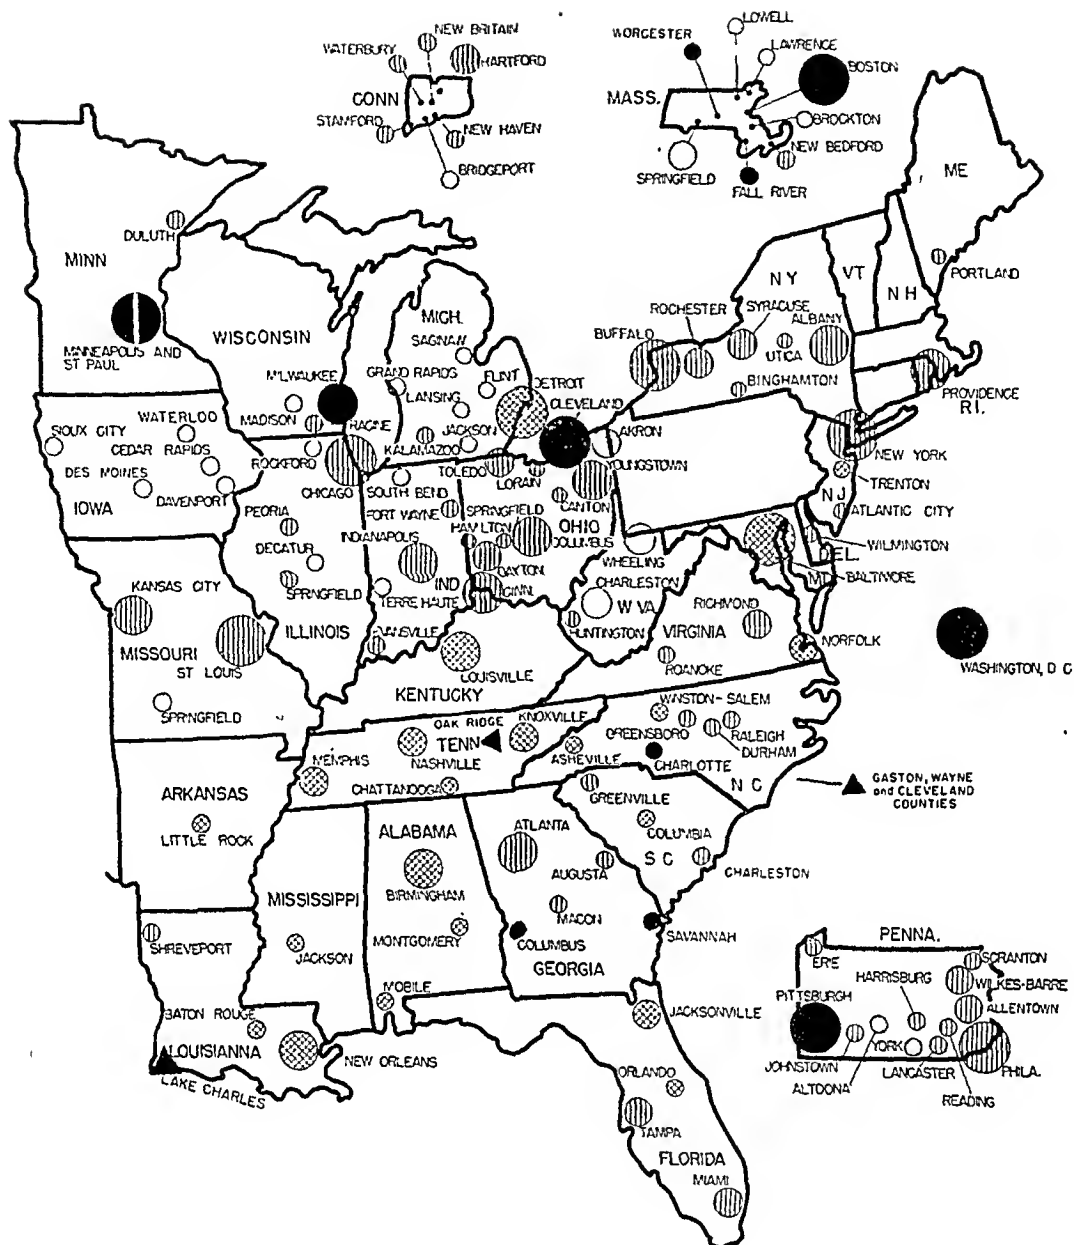 LOWELL
NEW BRITAIN
WORCESTER
LAWRENCE
WATERBURY
HARTFORD
BOSTON
CONN
MASS.
STAMFORD
NEW HAVEN
BROCKTON
NEW BEDFORD
BRIDGEPORT
SPRINGFIELD
FALL RIVER
ME
DULUTH
MINN
PORTLAND
NY
VT
NH
ROCHESTER
SYRACUSE
ALBANY
BUFFALO
UTICA
BINGHAMTON
PROVIDENCE
R.I.
WISCONSIN
MICH.
SAGINAW
MINNEAPOLIS AND
ST PAUL
MILWAUKEE
GRAND RAPIDS
FLINT
DETROIT
LANSING
CLEVELAND
MADISON
RACINE
KALAMAZOO
JACKSON
AKRON
WATERLOO
SIOUX CITY
CEDAR RAPIDS
DES MOINES
DAVENPORT
IOWA
ROCKFORD
CHICAGO
TOLEDO
LORAIN
YOUNGSTOWN
NEW YORK
TRENTON
SOUTH BEND
CANTON
NJ
ATLANTIC CITY
PEORIA
FORT WAYNE
SPRINGFIELD
OHIO
INDIANAPOLIS
HAMILTON
COLUMBUS
WHEELING
DEL.
WILMINGTON
DECATUR
DAYTON
CHARLESTON
MD
BALTIMORE
KANSAS CITY
SPRINGFIELD
IND
TERRE HAUTE
CINN.
W VA
RICHMOND
ILLINOIS
EVANSVILLE
HUNTINGTON
VIRGINIA
NORFOLK
MISSOURI
ST LOUIS
LOUISVILLE
ROANOKE
WASHINGTON, D C
KENTUCKY
SPRINGFIELD
OAK RIDGE
KNOXVILLE
WINSTON-SALEM
TENN
GREENSBORO
RALEIGH
DURHAM
MEMPHIS
NASHVILLE
ASHEVILLE
CHARLOTTE
CHATTANOOGA
N C
GASTON, WAYNE
and CLEVELAND
COUNTIES
ARKANSAS
GREENVILLE
LITTLE ROCK
ALABAMA
ATLANTA
COLUMBIA
S C
AUGUSTA
CHARLESTON
MISSISSIPPI
BIRMINGHAM
MACON
MONTGOMERY
COLUMBUS
SAVANNAH
SHREVEPORT
JACKSON
GEORGIA
PENNA.
ERIE
SCRANTON
HARRISBURG
WILKES-BARRE
MOBILE
PITTSBURGH
ALLENTOWN
BATON ROUGE
JACKSONVILLE
LOUISIANNA
NEW ORLEANS
YORK
JOHNSTOWN
LANCASTER
PHILA.
LAKE CHARLES
ORLANDO
ALTOONA
READING
TAMPA
FLORIDA
MIAMI